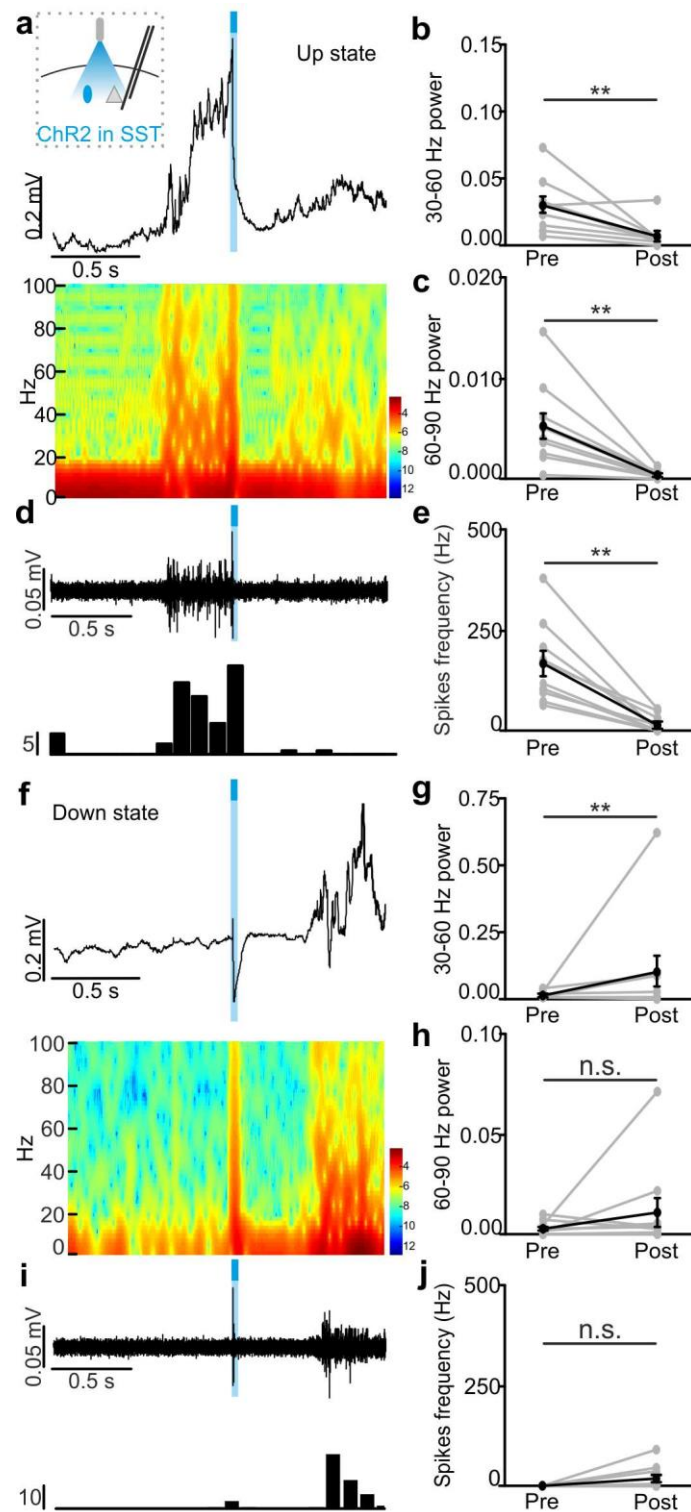 a
Up state
ChR2 in SST
0.2 mV
0.5 s
100
80
60
40
20
0
Hz
-4
-6
-8
10
12
b
0.15
0.10
0.05
0.00
30-60 Hz power
**
Pre
Post
c
0.020
0.010
0.000
60-90 Hz power
**
Pre
Post
d
0.05 mV
0.5 s
5
e
500
250
0
Spikes frequency (Hz)
**
Pre
Post
f
Down state
0.2 mV
0.5 s
100
80
60
40
20
0
Hz
-4
-6
-8
10
12
g
0.75
0.50
0.25
0.00
30-60 Hz power
**
Pre
Post
h
0.10
0.05
0.00
60-90 Hz power
n.s.
Pre
Post
i
0.05 mV
0.5 s
10
j
500
250
0
Spikes frequency (Hz)
n.s.
Pre
Post